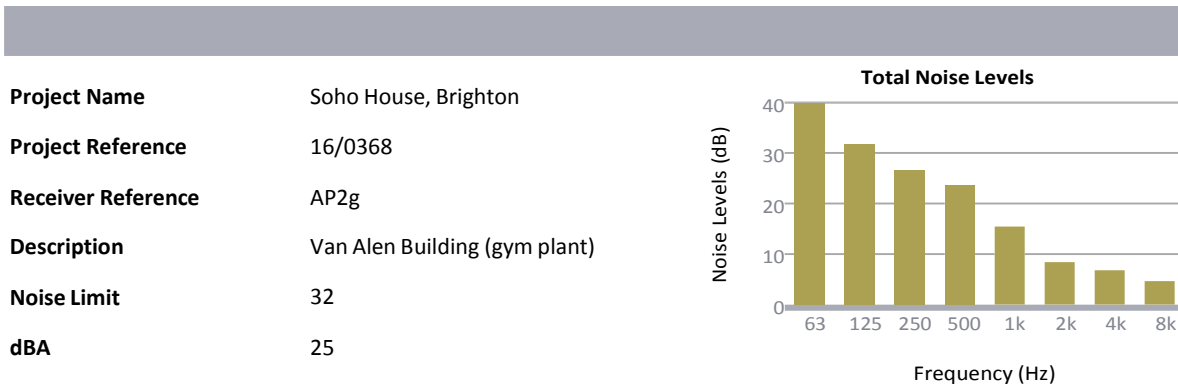 Project Name Soho House, Brighton
Project Reference 16/0368
Receiver Reference AP2g
Description Van Alen Building (gym plant)
Noise Limit 32
dBA 25
Total Noise Levels
Noise Levels (dB)
40
30
20
10
0
63 125 250 500 1k 2k 4k 8k
Frequency (Hz)